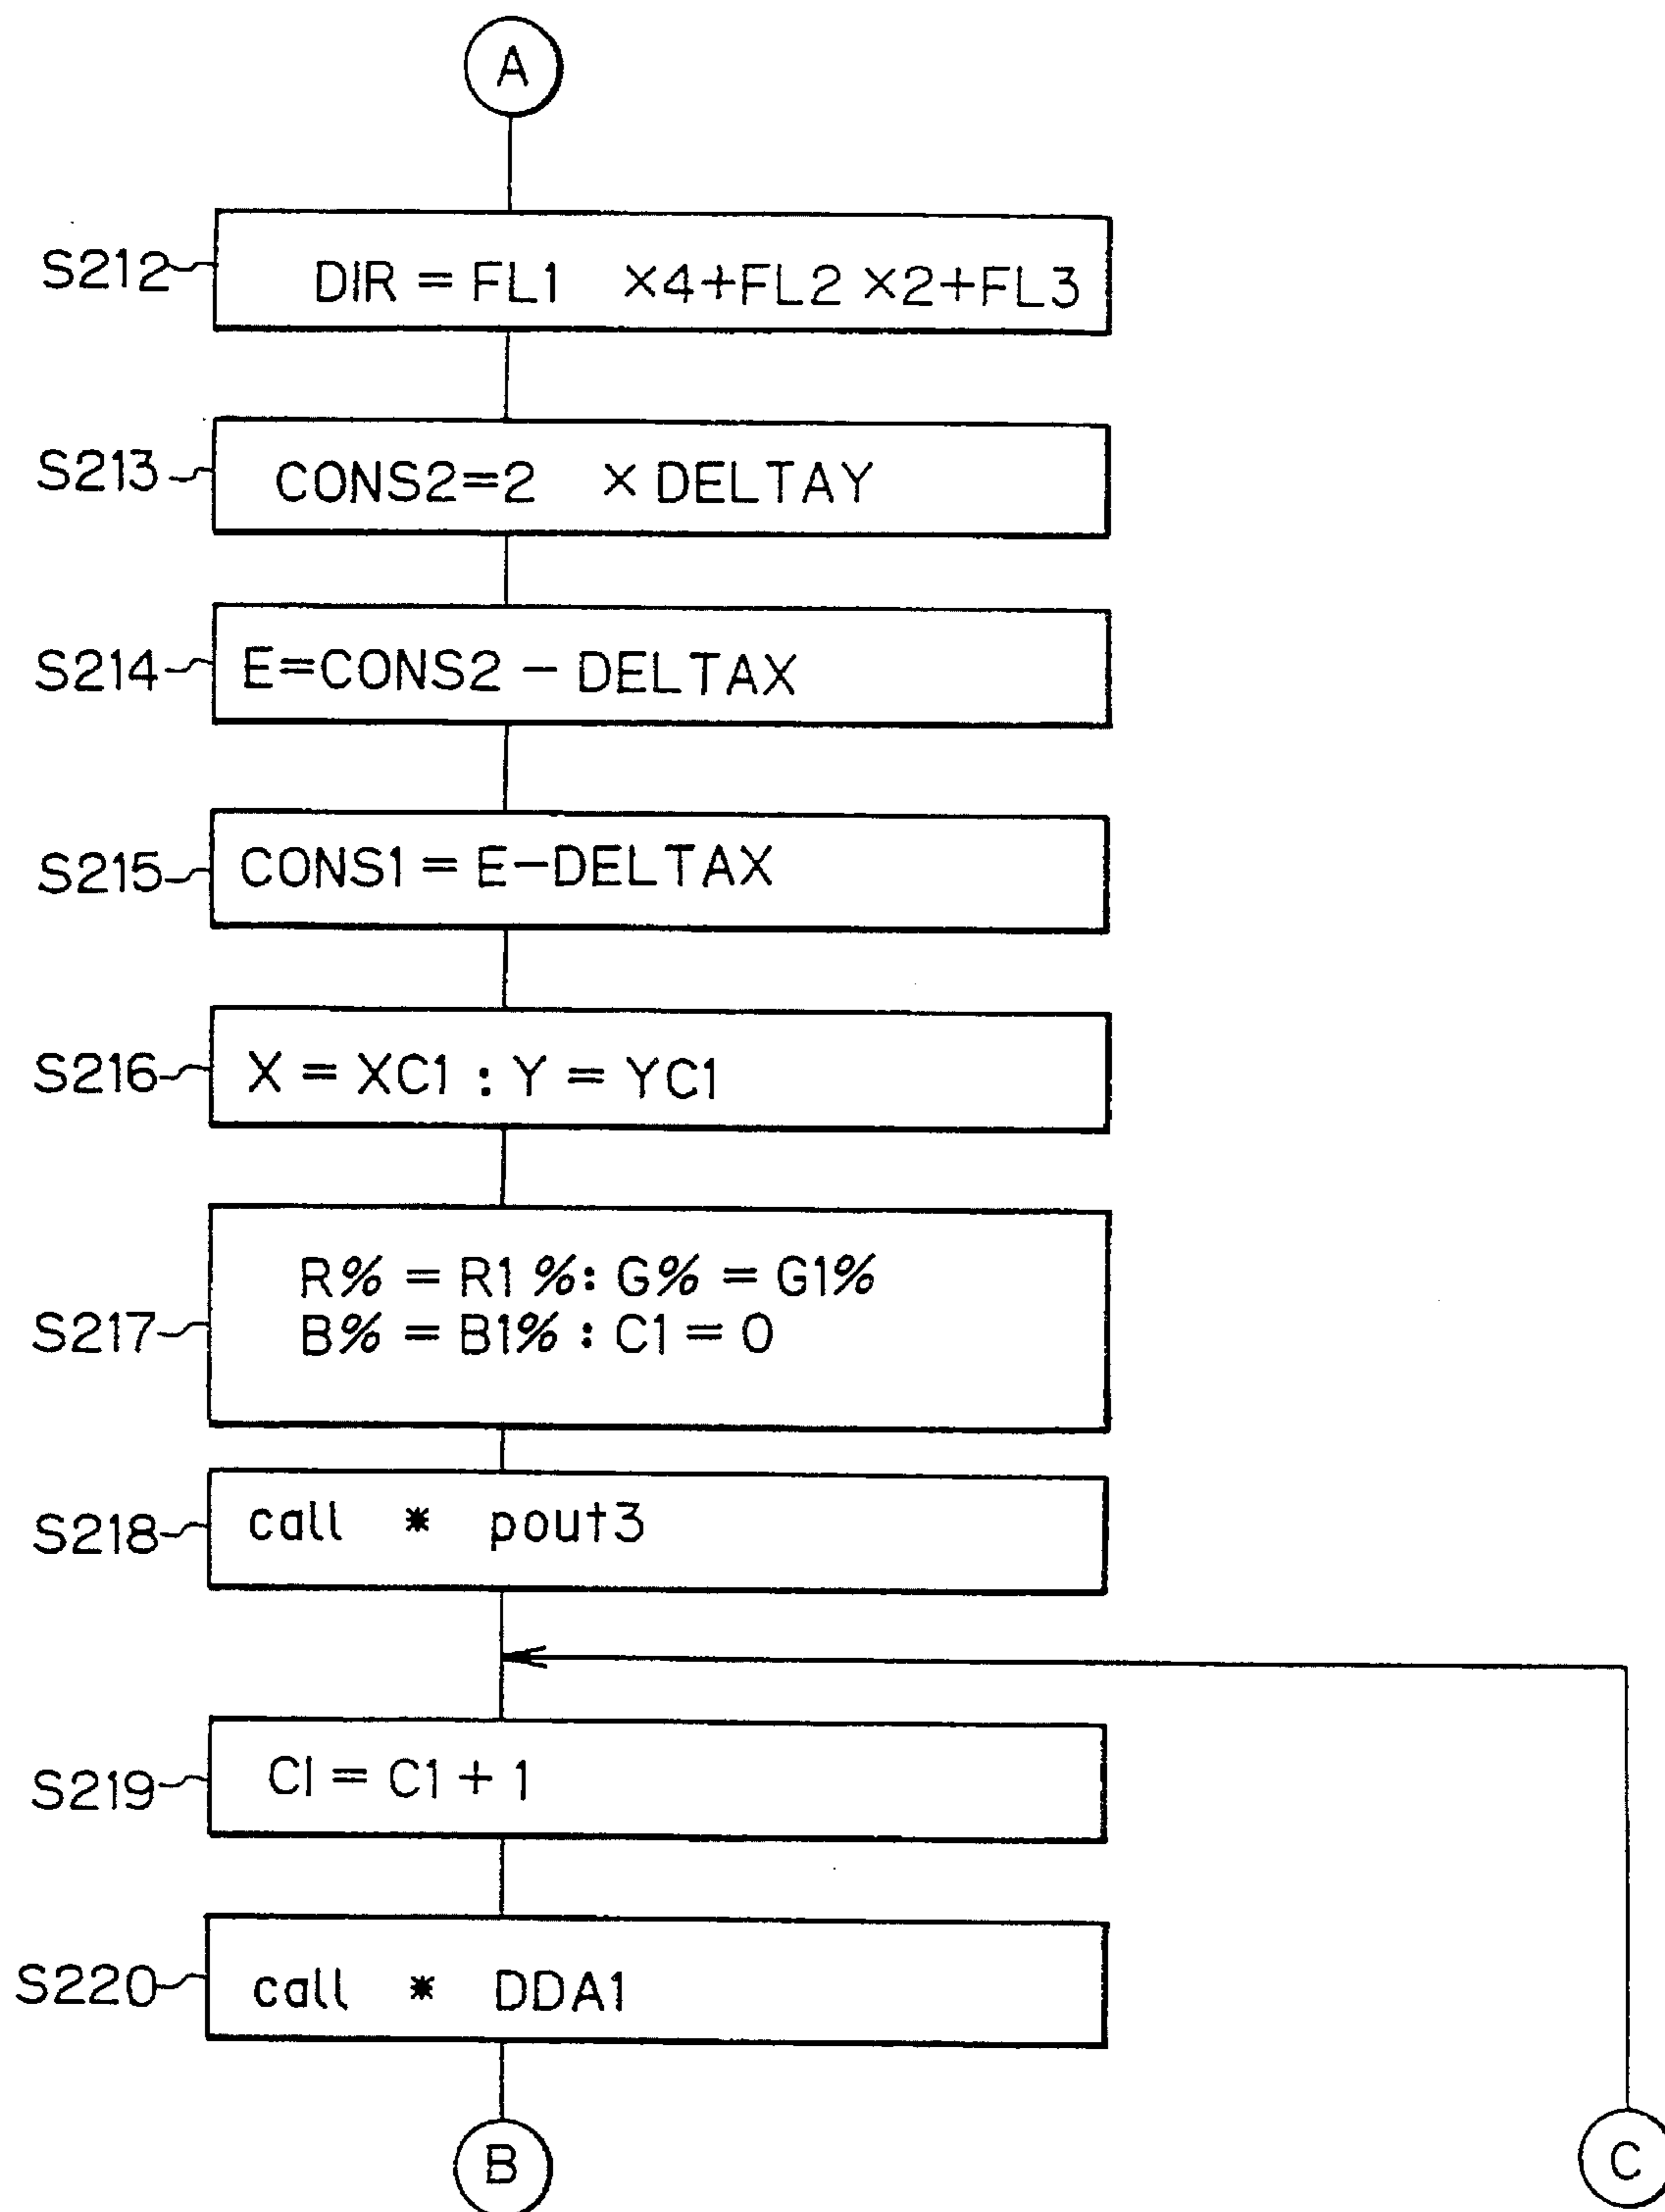 A
S212 DIR = FL1 ×4+FL2 ×2+FL3
S213 CONS2=2 × DELTAY
S214 E=CONS2 - DELTAX
S215 CONS1 = E-DELTAX
S216 X = XC1 : Y = YC1
R% = R1%: G% = G1%
S217 B% = B1% : C1 = 0
S218 call * pout3
S219 CI = C1 + 1
S220 call * DDA1
B
C